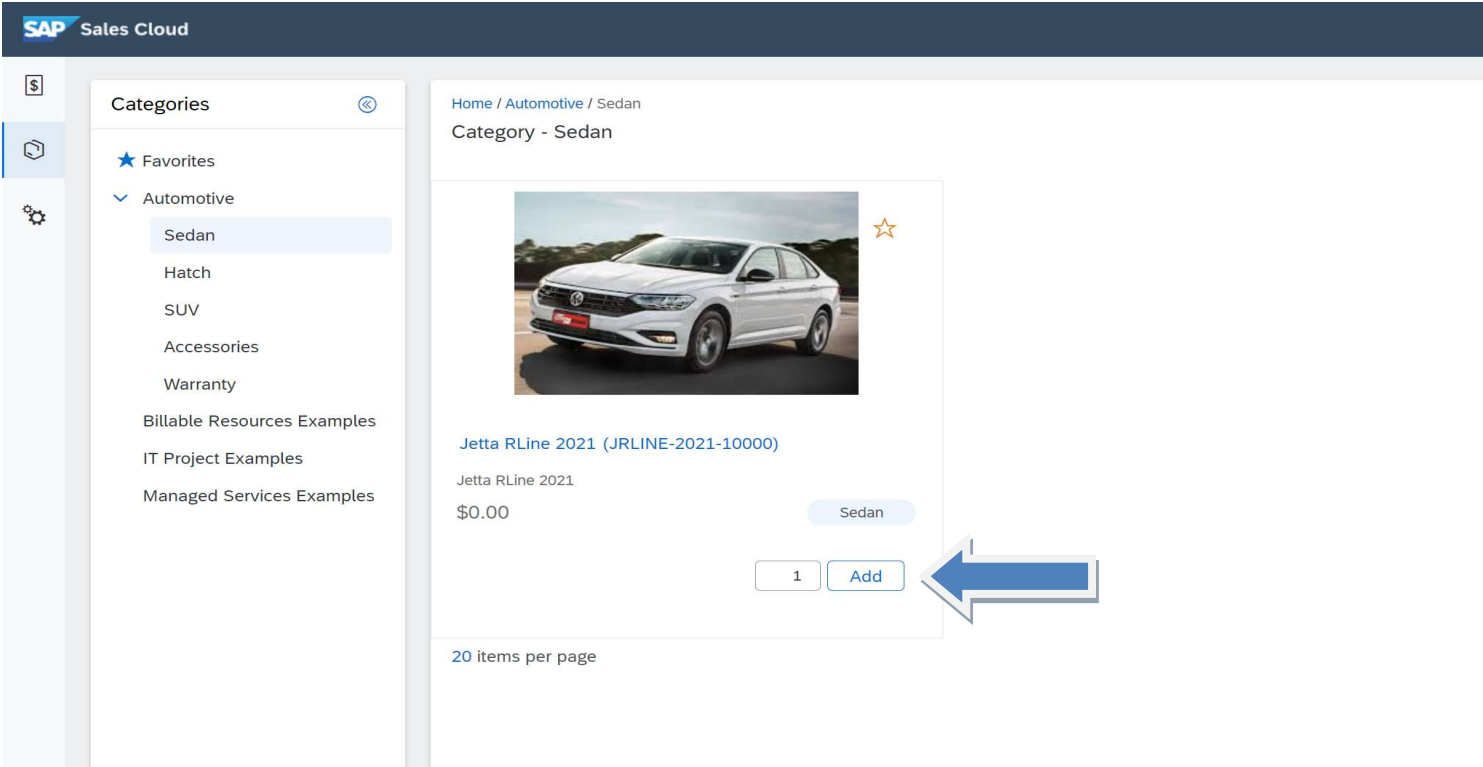 SAP Sales Cloud
Categories
Favorites
Automotive
Sedan
Hatch
SUV
Accessories
Warranty
Billable Resources Examples
IT Project Examples
Managed Services Examples
Home / Automotive / Sedan
Category - Sedan
Jetta RLine 2021 (JRLINE-2021-10000)
Jetta RLine 2021
$0.00
Sedan
1 Add
20 items per page